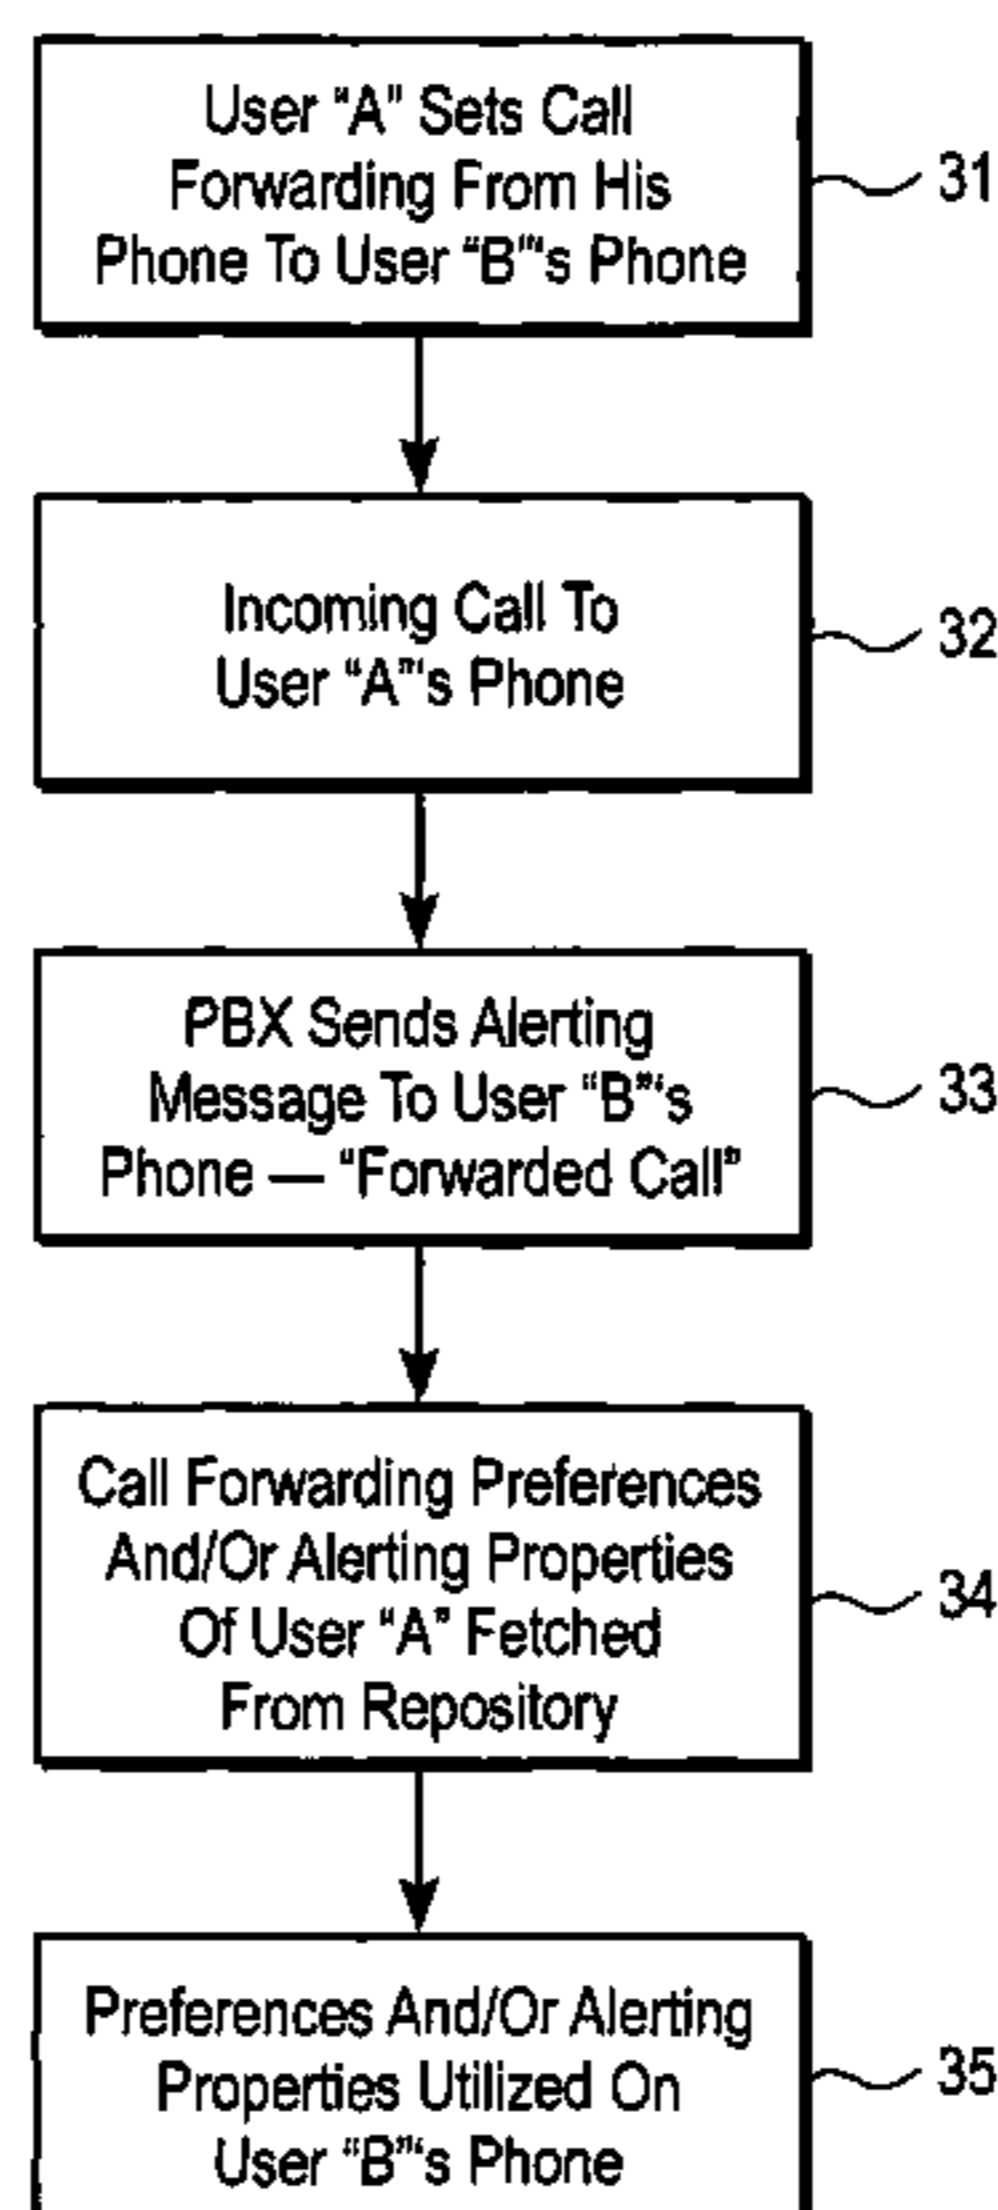 User “A” Sets Call
Forwarding From His
Phone To User “B”'s Phone
31
Incoming Call To
User “A”'s Phone
32
PBX Sends Alerting
Message To User “B”'s
Phone — “Forwarded Call”
33
Call Forwarding Preferences
And/Or Alerting Properties
Of User “A” Fetched
From Repository
34
Preferences And/Or Alerting
Properties Utilized On
User “B”'s Phone
35